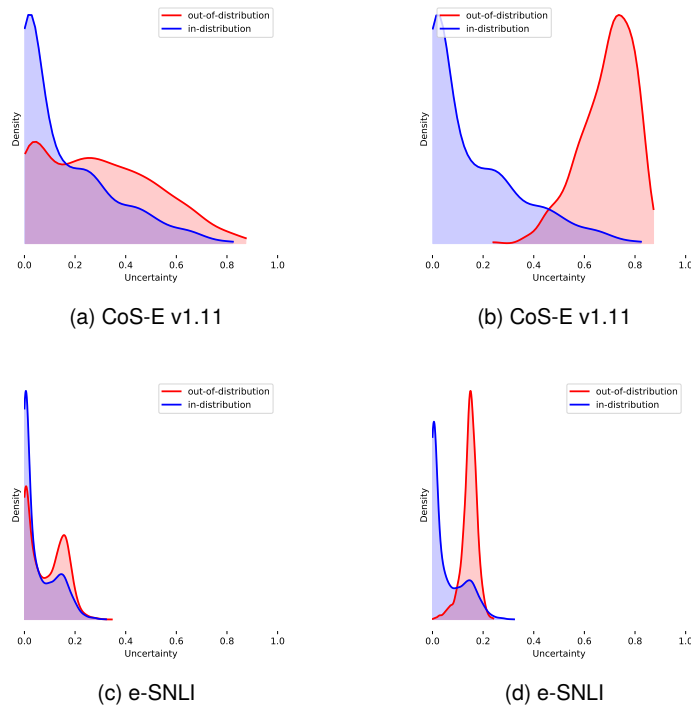 out-of-distribution
in-distribution
Density
0.0 0.2 0.4 0.6 0.8 1.0
Uncertainty
(a) CoS-E v1.11
out-of-distribution
in-distribution
Density
0.0 0.2 0.4 0.6 0.8 1.0
Uncertainty
(b) CoS-E v1.11
out-of-distribution
in-distribution
Density
0.0 0.2 0.4 0.6 0.8 1.0
Uncertainty
(c) e-SNLI
out-of-distribution
in-distribution
Density
0.0 0.2 0.4 0.6 0.8 1.0
Uncertainty
(d) e-SNLI